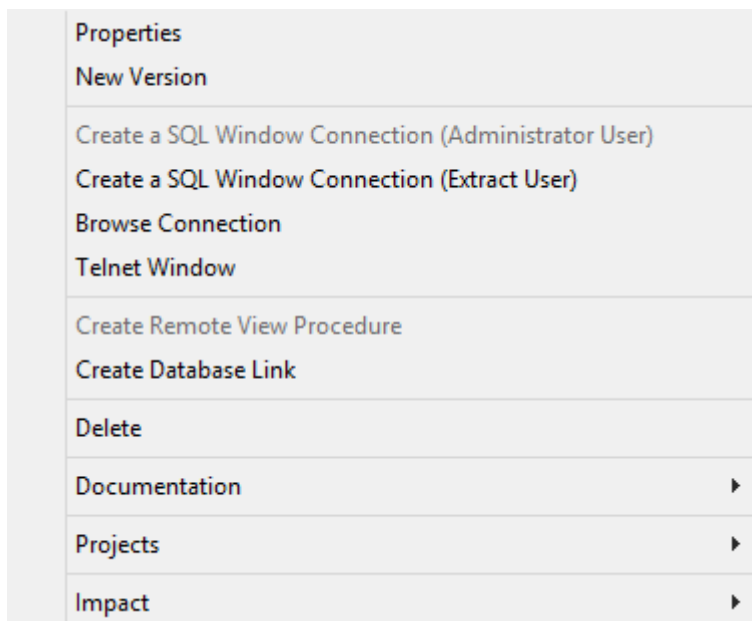 Properties
New Version
Create a SQL Window Connection (Administrator User)
Create a SQL Window Connection (Extract User)
Browse Connection
Telnet Window
Create Remote View Procedure
Create Database Link
Delete
Documentation
Projects
Impact